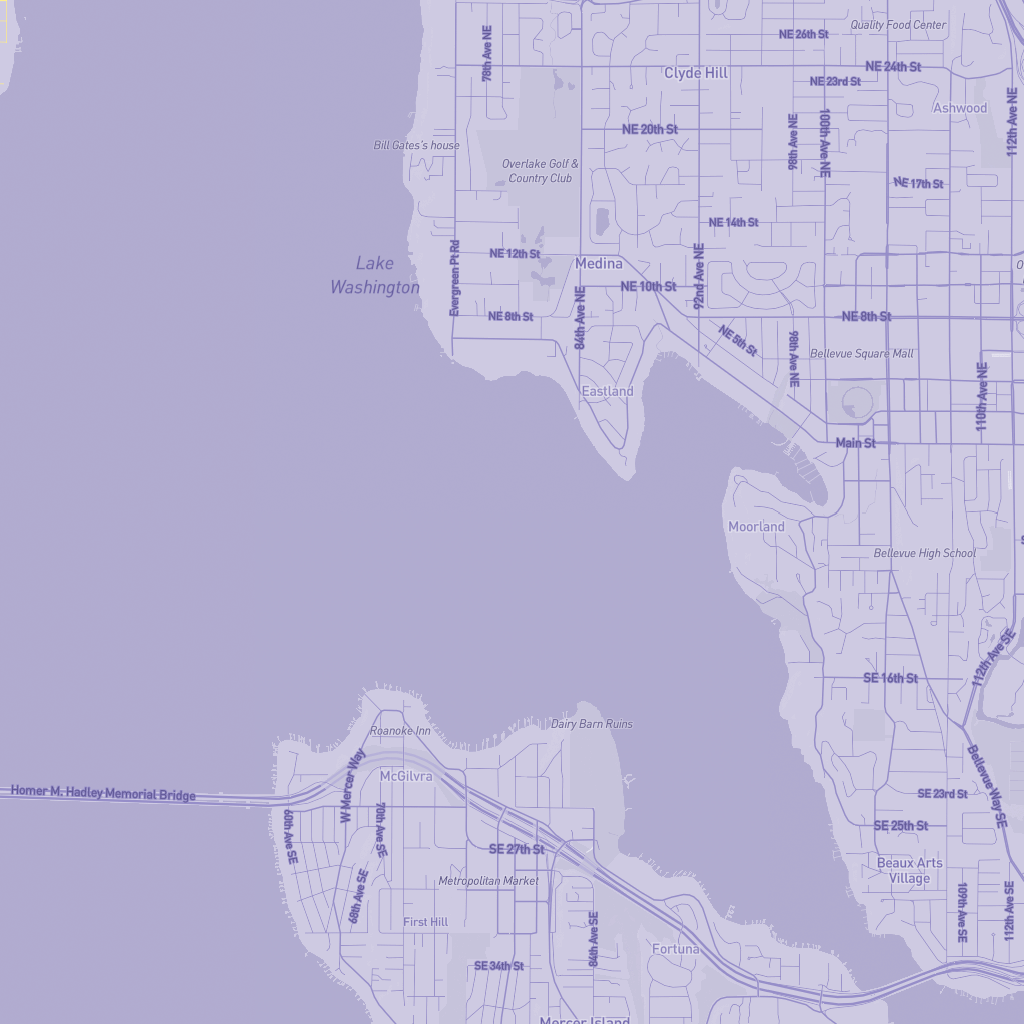 Quality Food Center
NE 26th St
78th Ave NE
NE 24th St
Clyde Hill
NE 23rd St
Ashwood
112th Ave NE
100th Ave NE
98th Ave NE
NE 20th St
Bill Gates's house
Overlake Golf &
Country Club
NE 17th St
NE 14th St
Evergreen Pt Rd
NE 12th St
Lake
Washington
Medina
92nd Ave NE
NE 10th St
84th Ave NE
NE 8th St
NE 8th St
NE 5th St
98th Ave NE
Bellevue Square Mall
110th Ave NE
Eastland
Main St
Moorland
Bellevue High School
112th Ave SE
SE 16th St
Dairy Barn Ruins
Roanoke Inn
W Mercer Way
McGilvra
Homer M. Hadley Memorial Bridge
Bellevue Way SE
SE 23rd St
60th Ave SE
70th Ave SE
SE 25th St
SE 27th St
Beaux Arts
Village
Metropolitan Market
68th Ave SE
109th Ave SE
112th Ave SE
First Hill
84th Ave SE
Fortuna
SE 34th St
Mercer Island